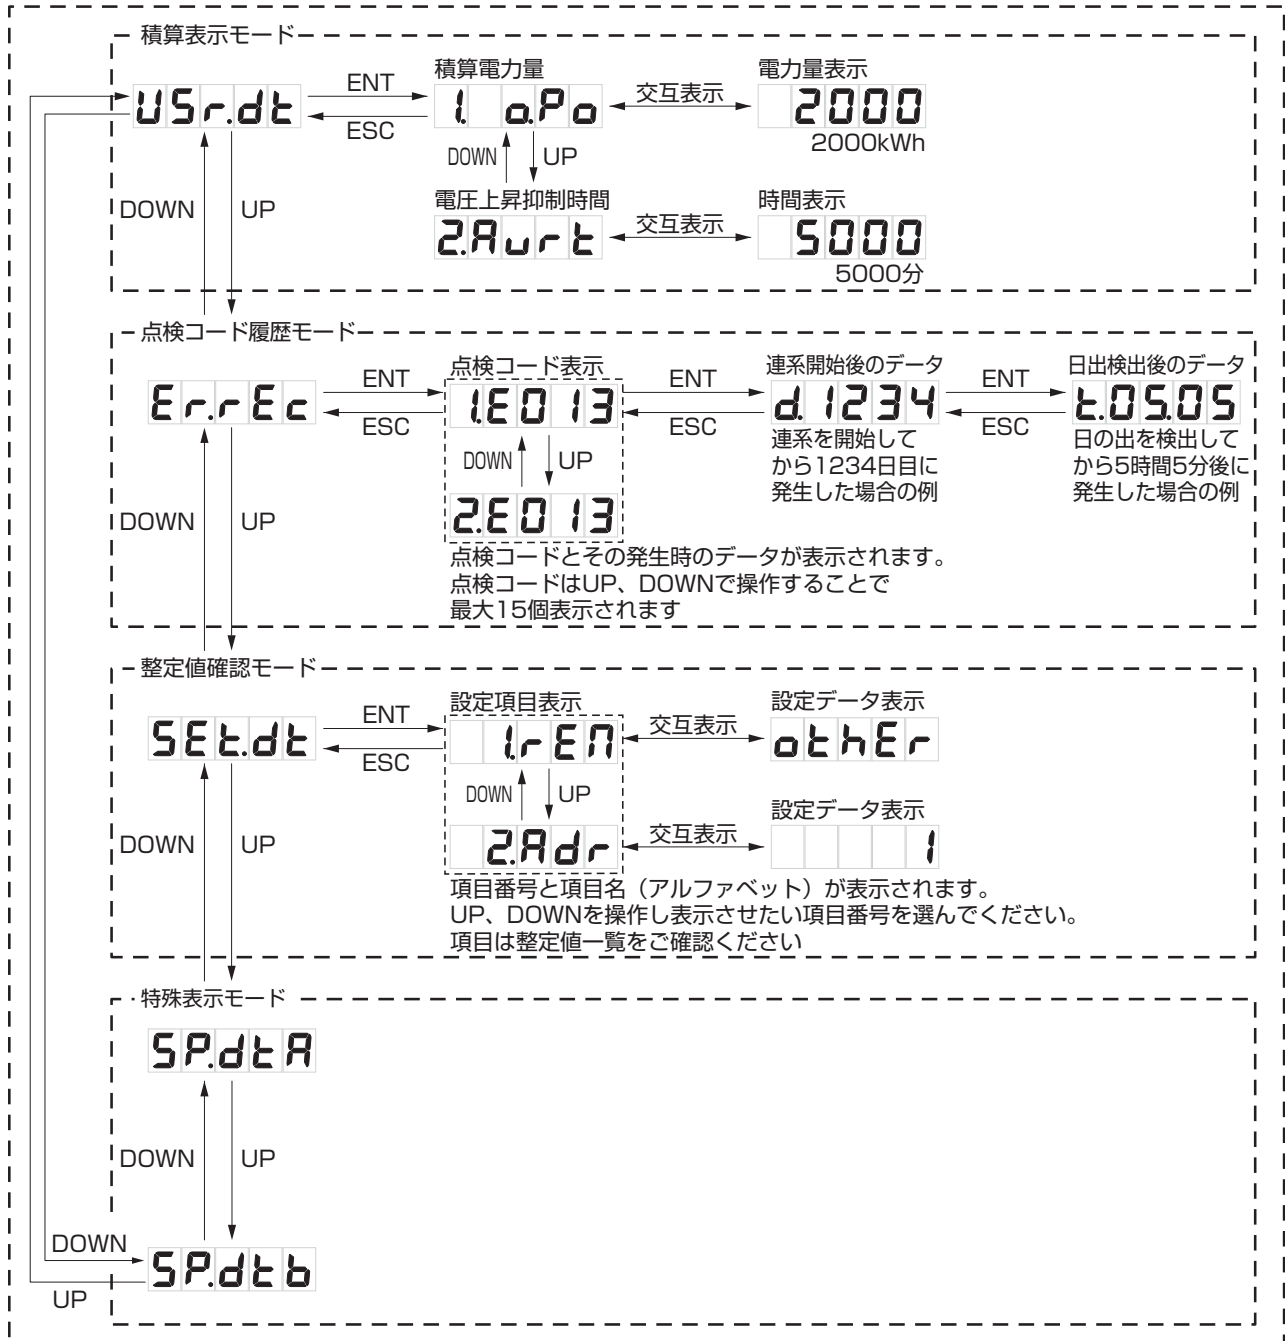 積算表示モード
積算電力量
電力量表示
USr.dt
ENT
ESC
1. o.Po
交互表示
2000
2000kWh
DOWN
UP
DOWN
UP
電圧上昇抑制時間
時間表示
2.Avrt
交互表示
5000
5000分
点検コード履歴モード
点検コード表示
連系開始後のデータ
日出検出後のデータ
Er.rEc
ENT
ESC
1.E013
ENT
ESC
d.1234
ENT
ESC
t.05.05
連系を開始して
から1234日目に
発生した場合の例
日の出を検出して
から5時間5分後に
発生した場合の例
DOWN
UP
2.E013
DOWN
UP
点検コードとその発生時のデータが表示されます。
点検コードはUP、DOWNで操作することで
最大15個表示されます
整定値確認モード
設定項目表示
設定データ表示
SEt.dt
ENT
ESC
1.rEM
交互表示
othEr
DOWN
UP
設定データ表示
DOWN
UP
2.Adr
交互表示
1
項目番号と項目名（アルファベット）が表示されます。
UP、DOWNを操作し表示させたい項目番号を選んでください。
項目は整定値一覧をご確認ください
特殊表示モード
SP.dtA
DOWN
UP
DOWN
SP.dtb
UP